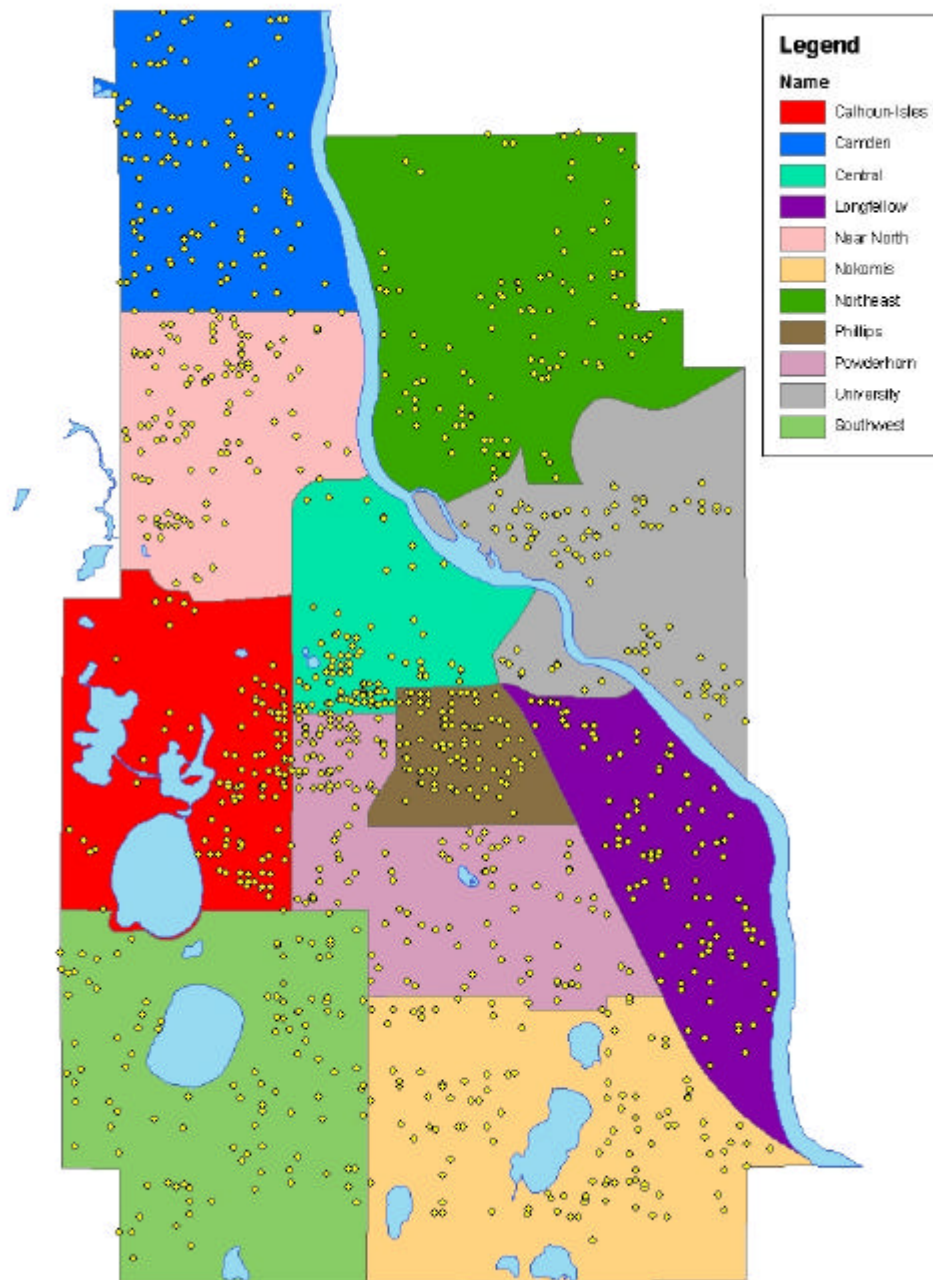 Legend
Name
Calhoun-Isles
Camden
Central
Longfellow
Near North
Nokomis
Northeast
Phillips
Powderhorn
University
Southwest